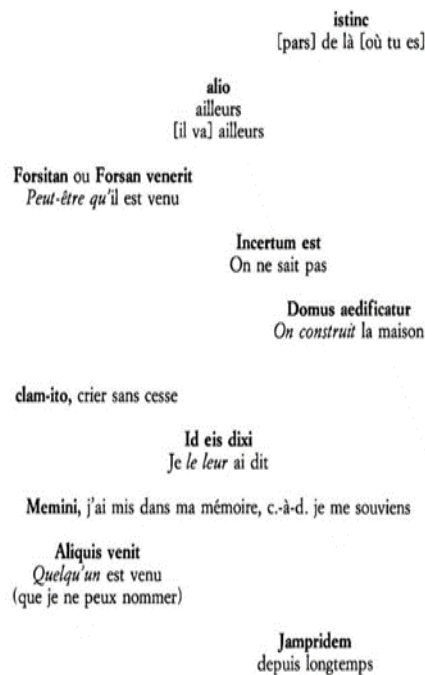 istinc
[pars] de là [où tu es]
alio
ailleurs
[il va] ailleurs
Forsitan ou Forsan venerit
Peut-être qu'il est venu
Incertum est
On ne sait pas
Domus aedificatur
On construit la maison
clam-ito, crier sans cesse
Id eis dixi
Je le leur ai dit
Memini, j'ai mis dans ma mémoire, c.-à-d. je me souviens
Aliquis venit
Quelqu'un est venu
(que je ne peux nommer)
Jampridem
depuis longtemps